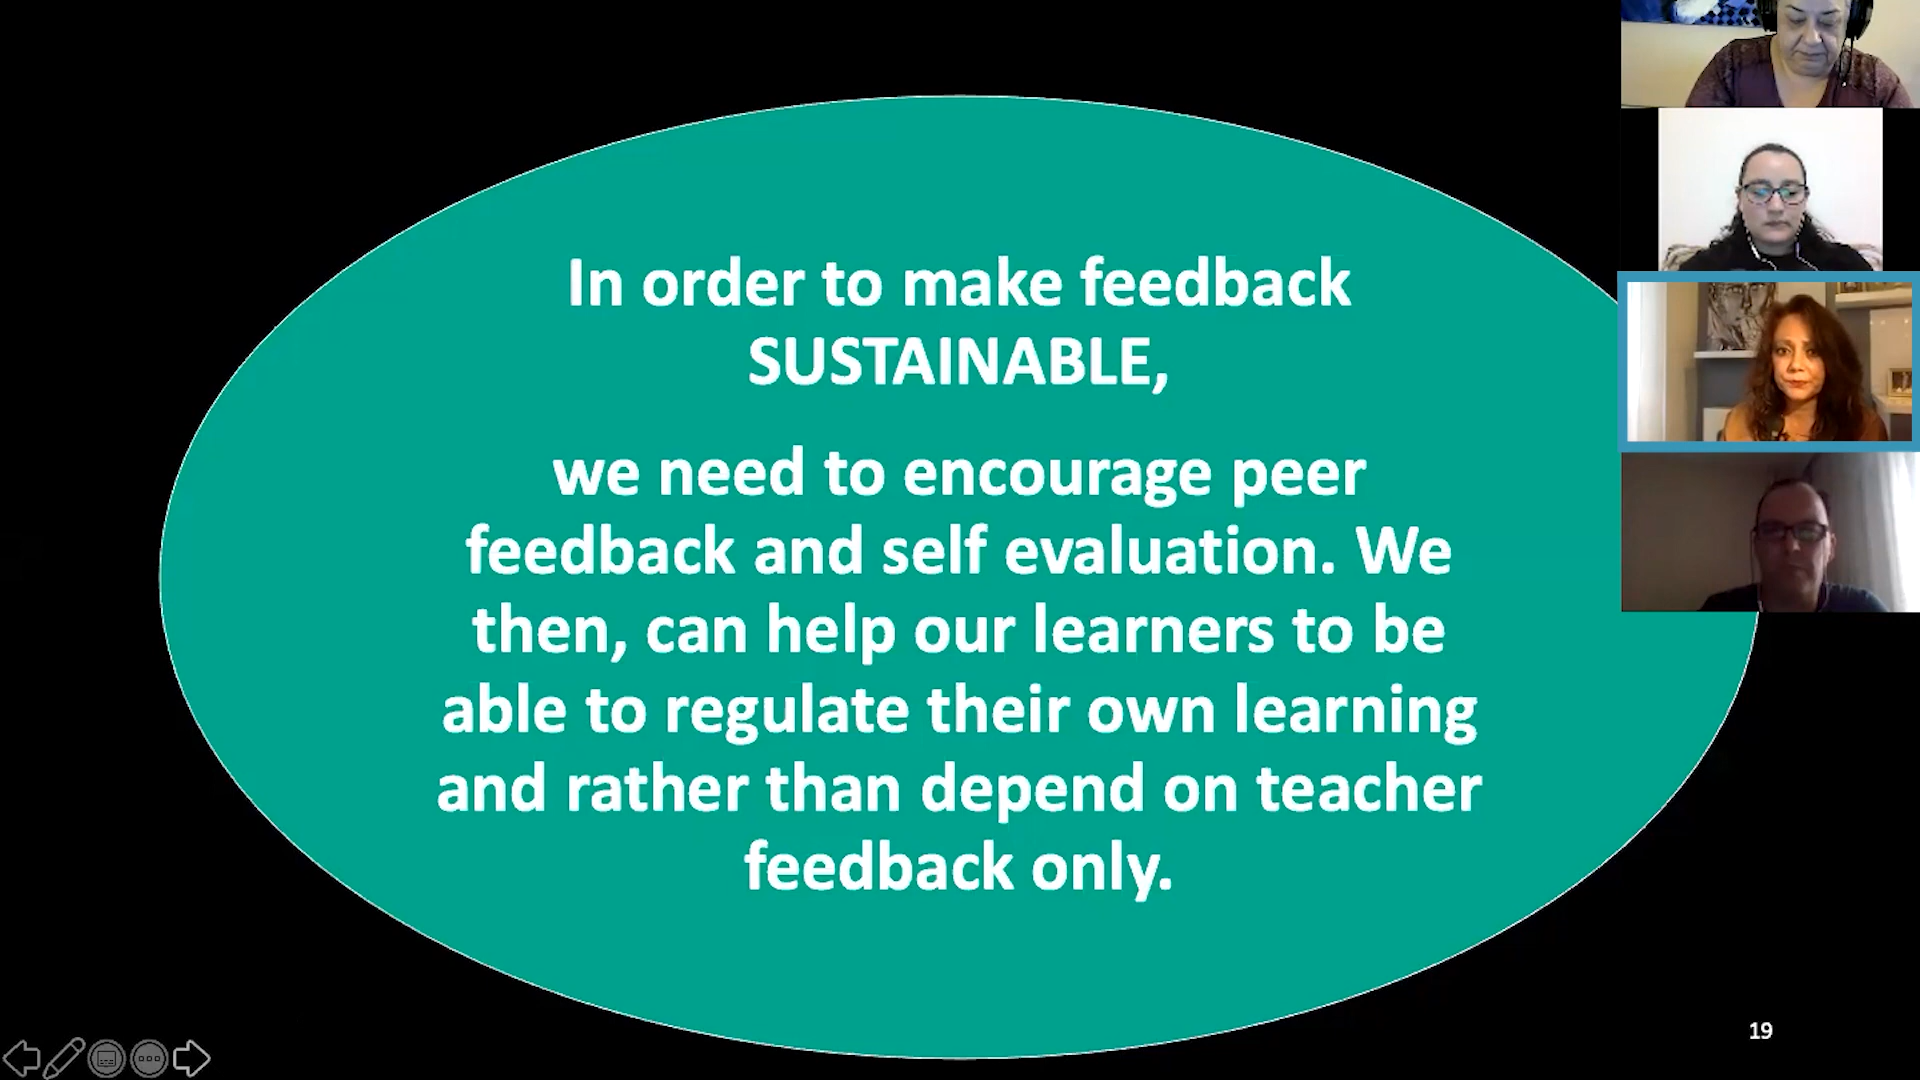 In order to make feedback
SUSTAINABLE,
we need to encourage peer
feedback and self evaluation. We
then, can help our learners to be
able to regulate their own learning
and rather than depend on teacher
feedback only.
19